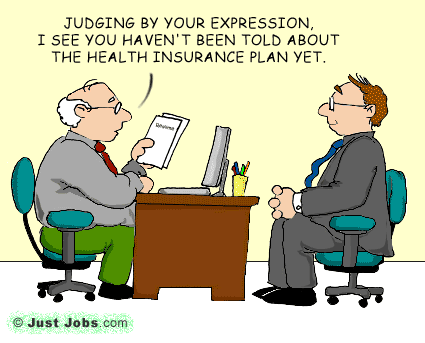 JUDGING BY YOUR EXPRESSION,
I SEE YOU HAVEN'T BEEN TOLD ABOUT
THE HEALTH INSURANCE PLAN YET.
© Just Jobs.com